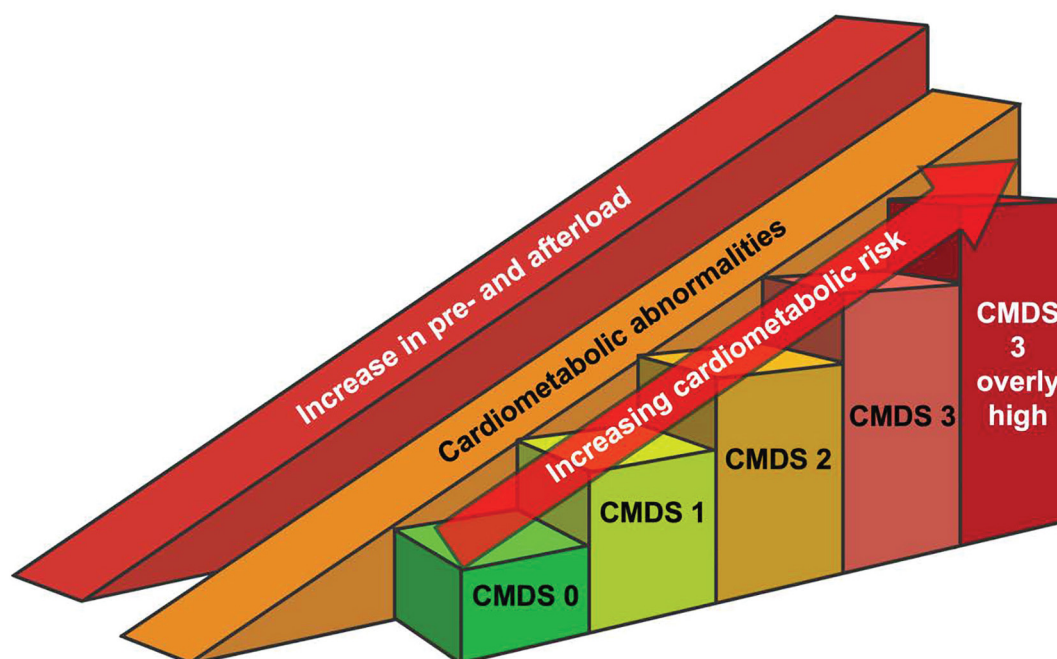 Increase in pre- and afterload
Cardiometabolic abnormalities
Increasing cardiometabolic risk
CMDS 0
CMDS 1
CMDS 2
CMDS 3
CMDS
3
overly
high